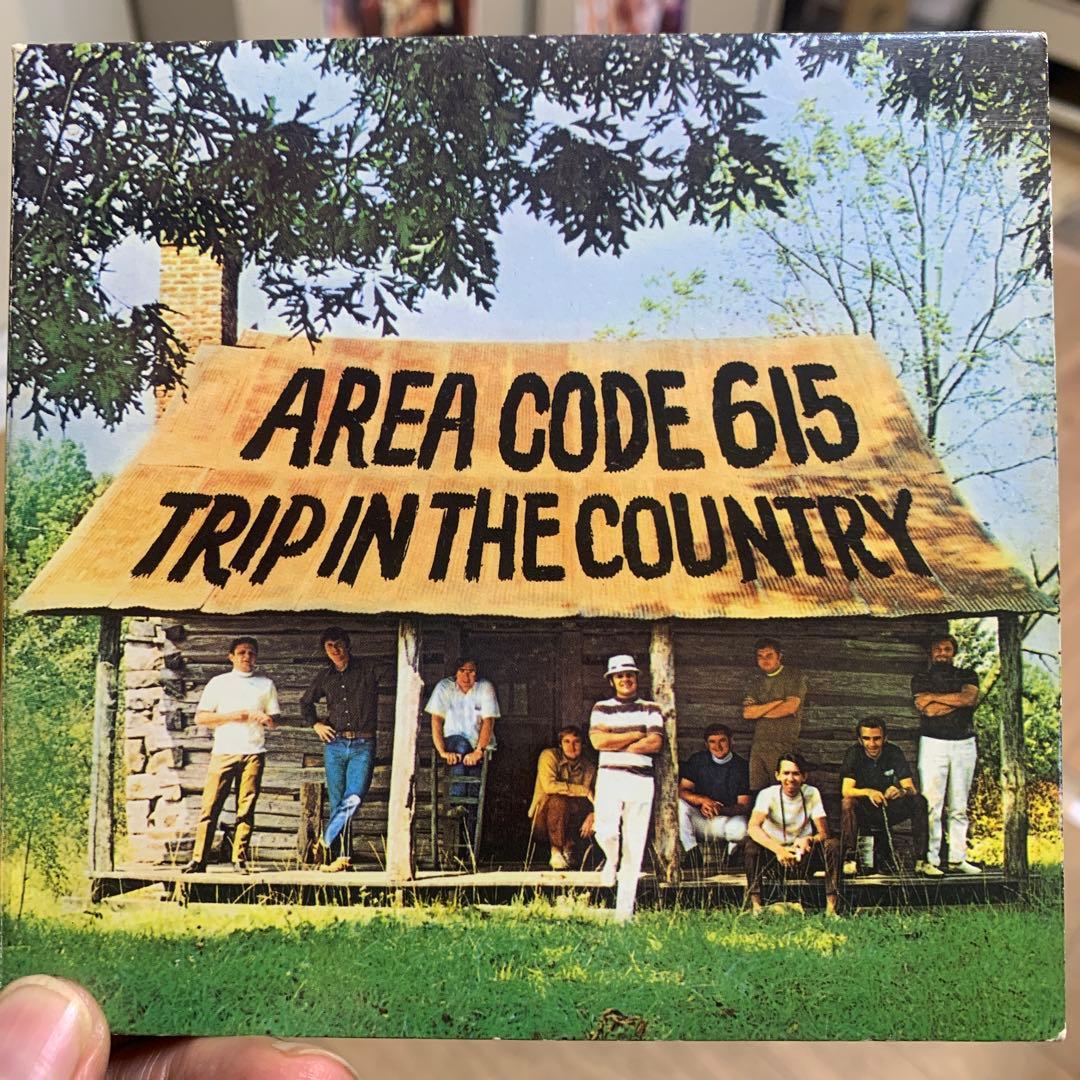 AREA CODE 615
TRIP IN THE COUNTRY